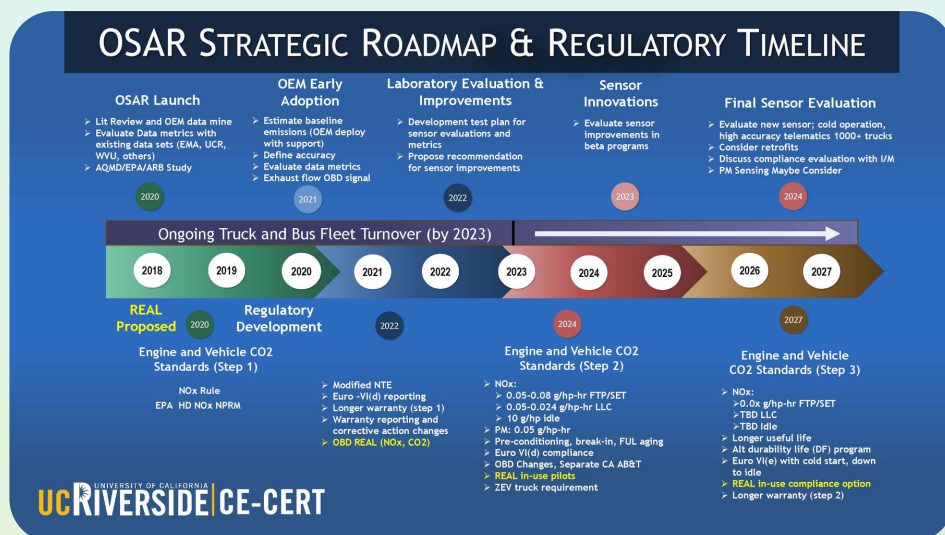 OSAR STRATEGIC ROADMAP & REGULATORY TIMELINE
OSAR Launch
➢ Lit Review and OEM data mine
➢ Evaluate Data metrics with
existing data sets (EMA, UCR,
WVU, others)
➢ AQMD/EPA/ARB Study
2020
OEM Early
Adoption
➢ Estimate baseline
emissions (OEM deploy
with support)
➢ Define accuracy
➢ Evaluate data metrics
➢ Exhaust flow OBD signal
2021
Laboratory Evaluation &
Improvements
➢ Development test plan for
sensor evaluations and
metrics
➢ Propose recommendation
for sensor improvements
2022
Sensor
Innovations
➢ Evaluate sensor
improvements in
beta programs
2023
Final Sensor Evaluation
➢ Evaluate new sensor; cold operation,
high accuracy telematics 1000+ trucks
➢ Consider retrofits
➢ Discuss compliance evaluation with I/M
➢ PM Sensing Maybe Consider
2024
Ongoing Truck and Bus Fleet Turnover (by 2023)
2018 2019 2020 2021 2022 2023 2024 2025 2026 2027
REAL
Proposed
2020
Regulatory
Development
Engine and Vehicle CO2
Standards (Step 1)
NOx Rule
EPA HD NOx NPRM
2022
➢ Modified NTE
➢ Euro -VI(d) reporting
➢ Longer warranty (step 1)
➢ Warranty reporting and
corrective action changes
➢ OBD REAL (NOx, CO2)
2024
Engine and Vehicle CO2
Standards (Step 2)
➢ NOx:
➢ 0.05-0.08 g/hp-hr FTP/SET
➢ 0.05-0.024 g/hp-hr LLC
➢ 10 g/hp idle
➢ PM: 0.05 g/hp-hr
➢ Pre-conditioning, break-in, FUL aging
➢ Euro VI(d) compliance
➢ OBD Changes, Separate CA AB&T
➢ REAL in-use pilots
➢ ZEV truck requirement
2027
Engine and Vehicle
CO2 Standards (Step 3)
➢ NOx:
➢0.0x g/hp-hr FTP/SET
➢TBD LLC
➢TBD Idle
➢ Longer useful life
➢ Alt durability life (DF) program
➢ Euro VI(e) with cold start, down
to idle
➢ REAL in-use compliance option
➢ Longer warranty (step 2)
UNIVERSITY OF CALIFORNIA
UCRIVERSIDE CE-CERT